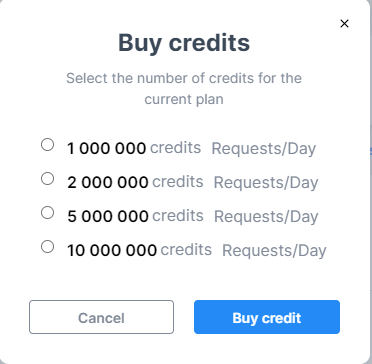 ×
Buy credits
Select the number of credits for the
current plan
1 000 000 credits Requests/Day
2 000 000 credits Requests/Day
5 000 000 credits Requests/Day
10 000 000 credits Requests/Day
Cancel Buy credit